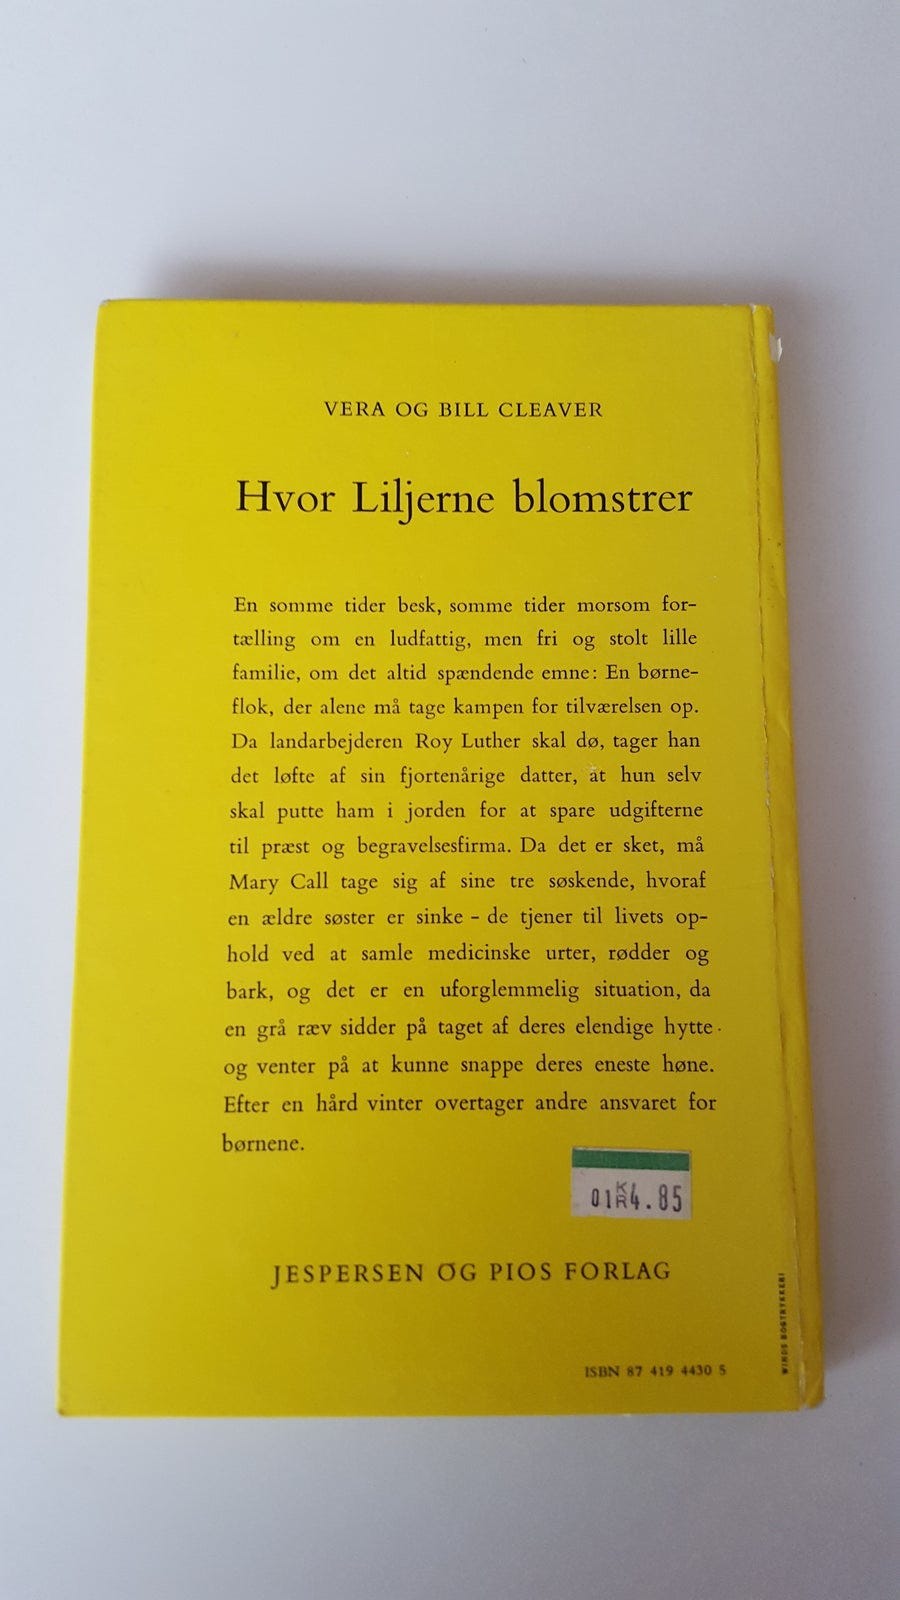 VERA OG BILL CLEAVER
Hvor Liljerne blomstrer
En somme tider besk, somme tider morsom for-
tælling om en ludfattig, men fri og stolt lille
familie, om det altid spændende emne: En børne-
flok, der alene må tage kampen for tilværelsen op.
Da landarbejderen Roy Luther skal dø, tager han
det løfte af sin fjortenårige datter, at hun selv
skal putte ham i jorden for at spare udgifterne
til præst og begravelsesfirma. Da det er sket, må
Mary Call tage sig af sine tre søskende, hvoraf
en ældre søster er sinke – de tjener til livets op-
hold ved at samle medicinske urter, rødder og
bark, og det er en uforglemmelig situation, da
en grå ræv sidder på taget af deres elendige hytte
og venter på at kunne snappe deres eneste høne.
Efter en hård vinter overtager andre ansvaret for
børnene.
01 KR 4.85
JESPERSEN OG PIOS FORLAG
ISBN 87 419 4430 5
WINDS BOGTRYKKERI